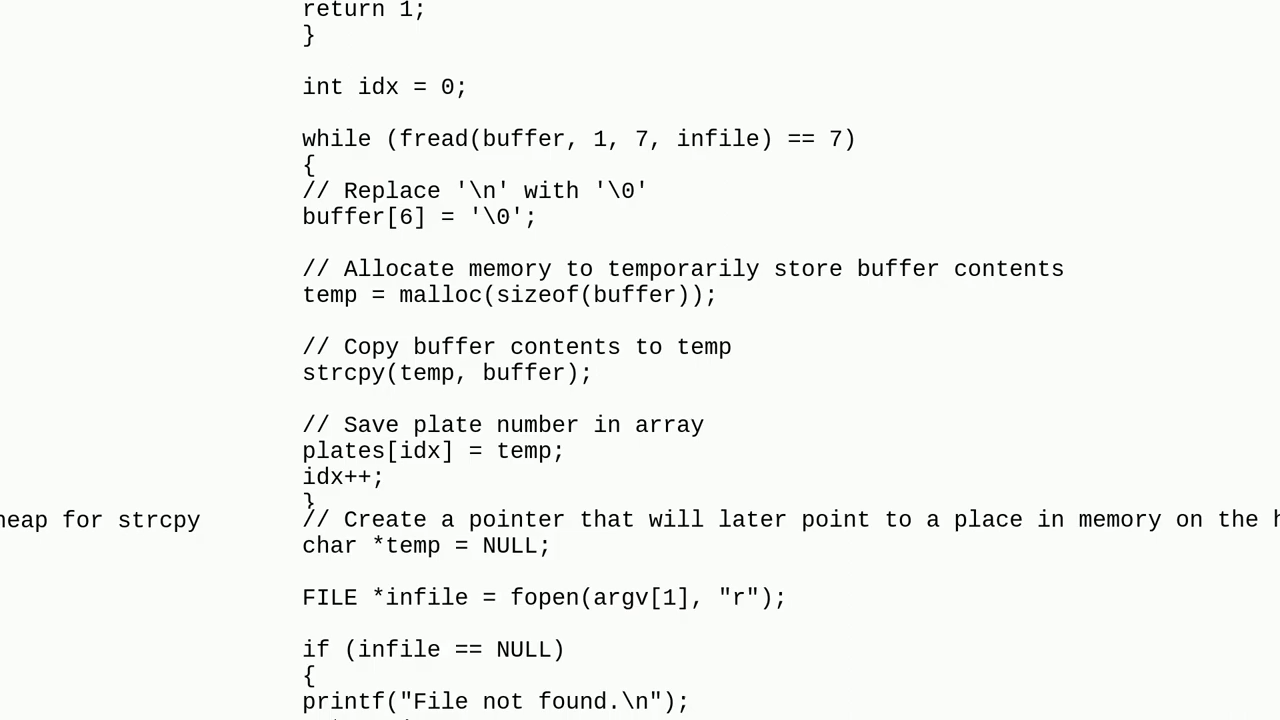 return 1;
}
int idx = 0;
while (fread(buffer, 1, 7, infile) == 7)
{
// Replace '\n' with '\0'
buffer[6] = '\0';
// Allocate memory to temporarily store buffer contents
temp = malloc(sizeof(buffer));
// Copy buffer contents to temp
strcpy(temp, buffer);
// Save plate number in array
plates[idx] = temp;
idx++;
}
heap for strcpy
// Create a pointer that will later point to a place in memory on the
char *temp = NULL;
FILE *infile = fopen(argv[1], "r");
if (infile == NULL)
{
printf("File not found.\n");